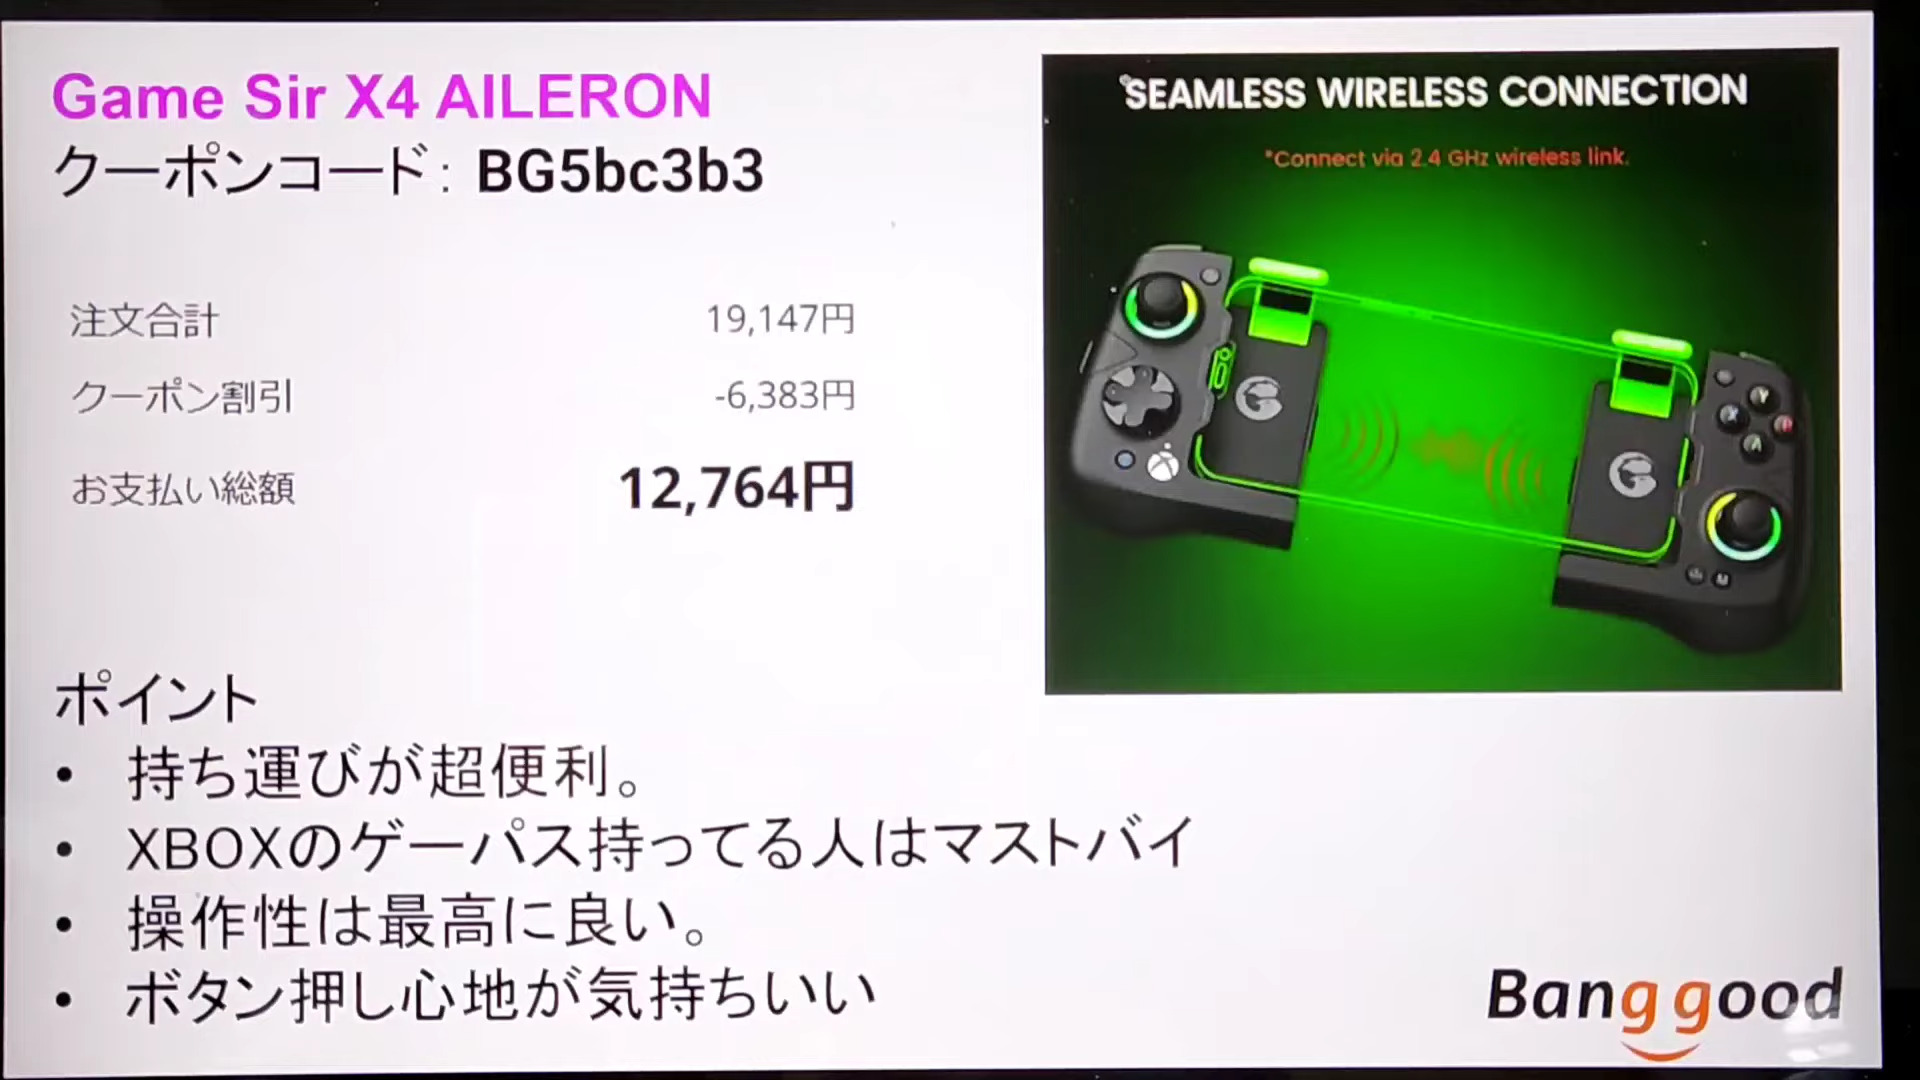 Game Sir X4 AILERON
クーポンコード: BG5bc3b3
注文合計 19,147円
クーポン割引 -6,383円
お支払い総額 12,764円
SEAMLESS WIRELESS CONNECTION
*Connect via 2.4 GHz wireless link.
Y
X
A
M
ポイント
• 持ち運びが超便利。
• XBOXのゲーパス持ってる人はマストバイ
• 操作性は最高に良い。
• ボタン押し心地が気持ちいい
Banggood